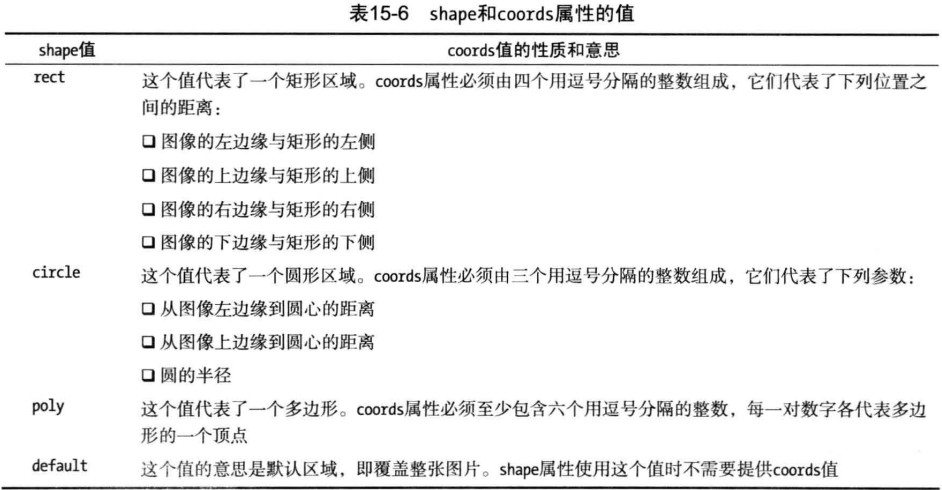 表15-6 shape和coords属性的值
shape值 coords值的性质和意思
rect 这个值代表了一个矩形区域。coords属性必须由四个用逗号分隔的整数组成，它们代表了下列位置之
间的距离：
❑ 图像的左边缘与矩形的左侧
❑ 图像的上边缘与矩形的上侧
❑ 图像的右边缘与矩形的右侧
❑ 图像的下边缘与矩形的下侧
circle 这个值代表了一个圆形区域。coords属性必须由三个用逗号分隔的整数组成，它们代表了下列参数：
❑ 从图像左边缘到圆心的距离
❑ 从图像上边缘到圆心的距离
❑ 圆的半径
poly 这个值代表了一个多边形。coords属性必须至少包含六个用逗号分隔的整数，每一对数字各代表多边
形的一个顶点
default 这个值的意思是默认区域，即覆盖整张图片。shape属性使用这个值时不需要提供coords值